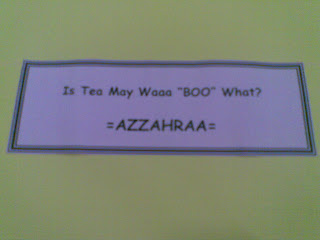 Is Tea May Waaa “BOO” What?
=AZZAHRAA=